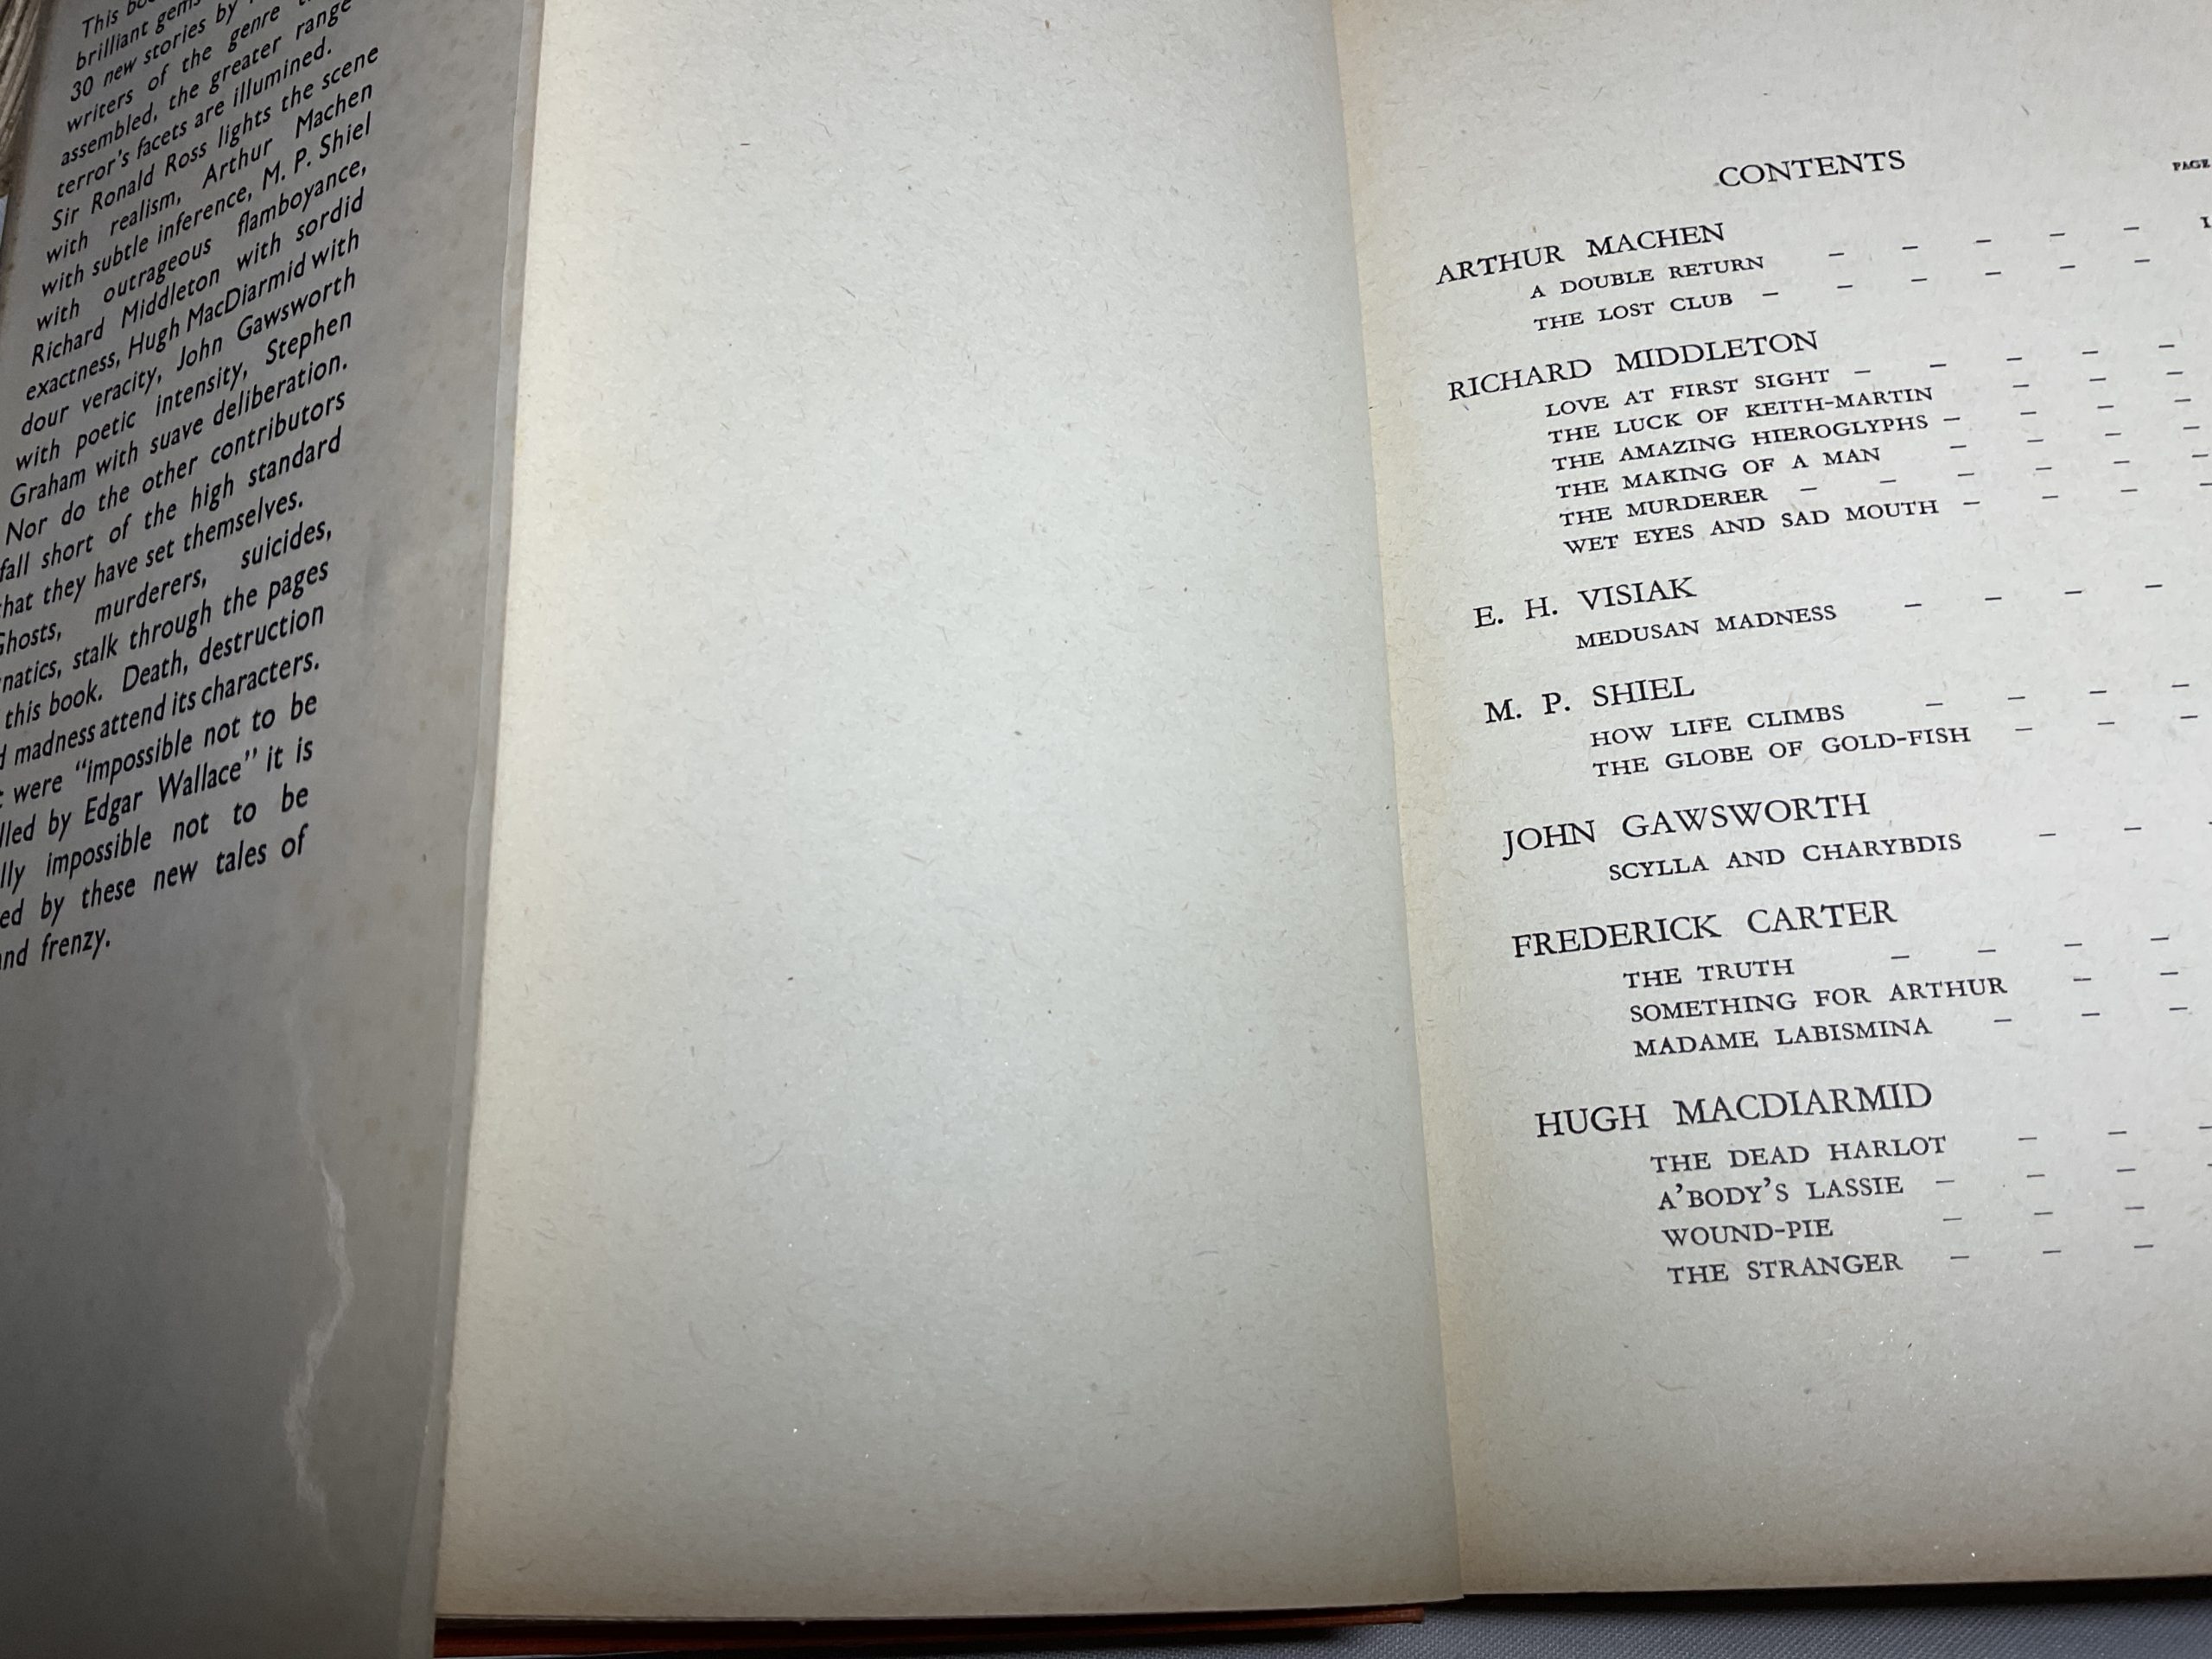 This
brilliant gems
30 new stories by
writers of the genre
assembled, the greater range
terror's facets are illumined.
Sir Ronald Ross lights the scene
with realism, Arthur Machen
with subtle inference, M. P. Shiel
with outrageous flamboyance,
Richard Middleton with sordid
exactness, Hugh MacDiarmid with
dour veracity, John Gawsworth
with poetic intensity, Stephen
Graham with suave deliberation.
Nor do the other contributors
fall short of the high standard
that they have set themselves.
Ghosts, murderers, suicides,
stalk through the pages
this book. Death, destruction
madness attend its characters.
were "impossible not to be
by Edgar Wallace" it is
impossible not to be
by these new tales of
and frenzy.
CONTENTS
PAGE
ARTHUR MACHEN
A DOUBLE RETURN – – – – – 1
THE LOST CLUB – – – – – –
RICHARD MIDDLETON
LOVE AT FIRST SIGHT – – – – –
THE LUCK OF KEITH-MARTIN – – –
THE AMAZING HIEROGLYPHS – – – –
THE MAKING OF A MAN – – – –
THE MURDERER – – – – – –
WET EYES AND SAD MOUTH – – – –
E. H. VISIAK
MEDUSAN MADNESS – – – –
M. P. SHIEL
HOW LIFE CLIMBS – – – –
THE GLOBE OF GOLD-FISH – – –
JOHN GAWSWORTH
SCYLLA AND CHARYBDIS – – –
FREDERICK CARTER
THE TRUTH – – – –
SOMETHING FOR ARTHUR – –
MADAME LABISMINA – – –
HUGH MACDIARMID
THE DEAD HARLOT – – –
A'BODY'S LASSIE – – – –
WOUND-PIE – – –
THE STRANGER – – –